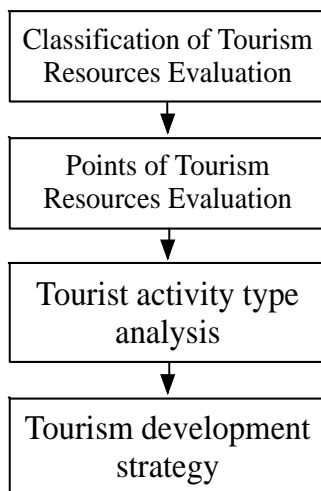 Classification of Tourism
Resources Evaluation
Points of Tourism
Resources Evaluation
Tourist activity type
analysis
Tourism development
strategy